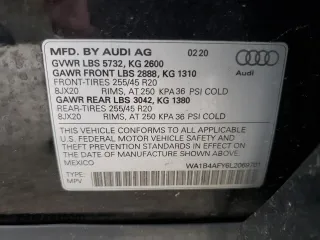 MFD. BY AUDI AG 02 20
GVWR LBS 5732, KG 2600
GAWR FRONT LBS 2888, KG 1310
FRONT-TIRES 255/45 R20
8JX20 RIMS, AT 250 KPA 36 PSI COLD
GAWR REAR LBS 3042, KG 1380
REAR-TIRES 255/45 R20
8JX20 RIMS, AT 250 KPA 36 PSI COLD
THIS VEHICLE CONFORMS TO ALL APPLICABLE
U.S. FEDERAL MOTOR VEHICLE SAFETY AND
THEFT PREVENTION STANDARDS IN EFFECT ON
THE DATE OF MANUFACTURE SHOWN ABOVE.
MEXICO
TYPE:
MPV
Audi